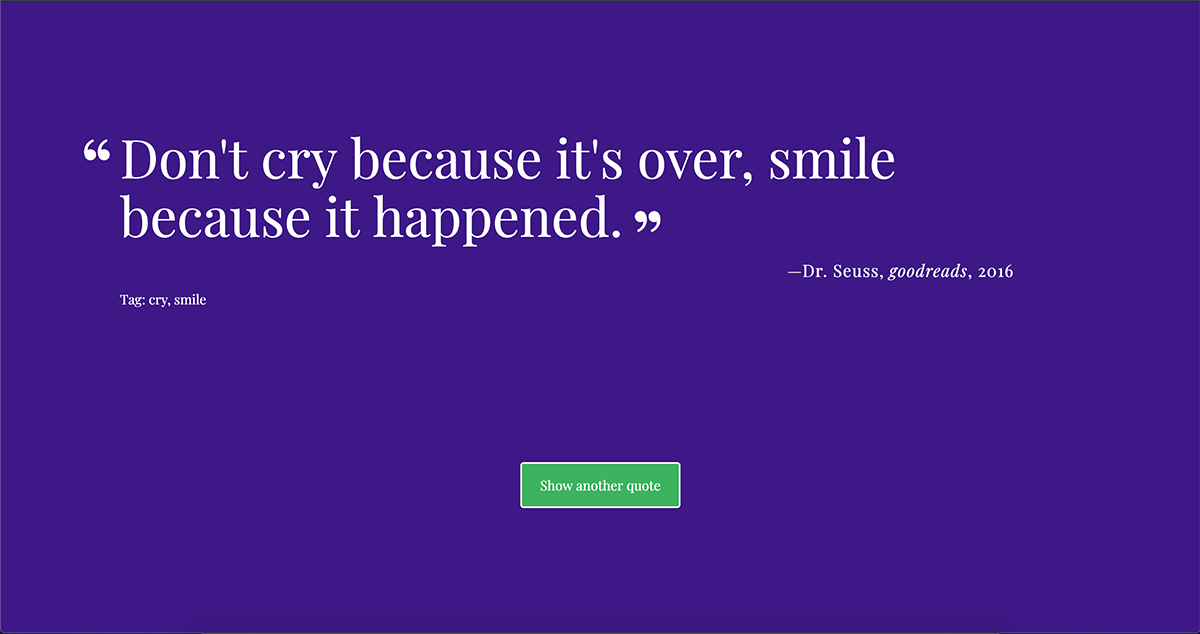 “ Don't cry because it's over, smile
because it happened. ”
—Dr. Seuss, goodreads, 2016
Tag: cry, smile
Show another quote